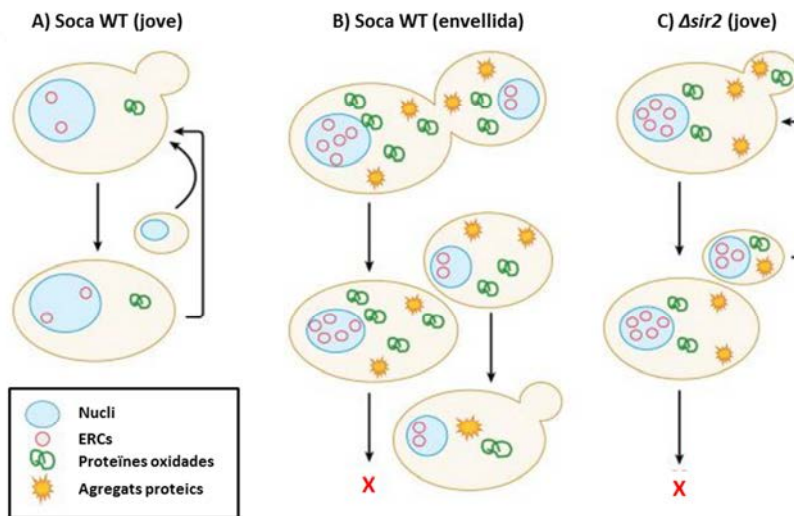 A) Soca WT (jove)
B) Soca WT (envellida)
C) Δsir2 (jove)
Nucli
ERCs
Proteïnes oxidades
Agregats proteics
X
X